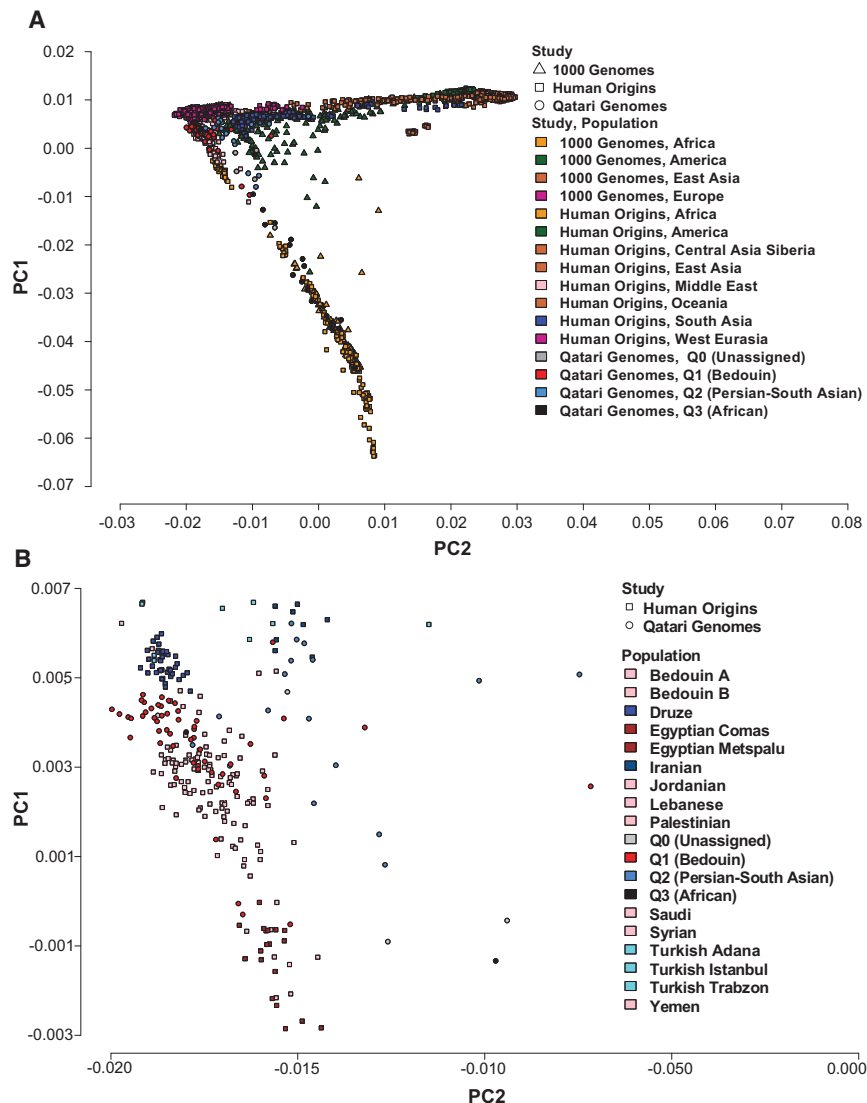 A
0.02
0.01
0.00
-0.01
-0.02
-0.03
-0.04
-0.05
-0.06
-0.07
PC1
-0.03 -0.02 -0.01 0.00 0.01 0.02 0.03 0.04 0.05 0.06 0.07 0.08
PC2
Study
1000 Genomes
Human Origins
Qatari Genomes
Study, Population
1000 Genomes, Africa
1000 Genomes, America
1000 Genomes, East Asia
1000 Genomes, Europe
Human Origins, Africa
Human Origins, America
Human Origins, Central Asia Siberia
Human Origins, East Asia
Human Origins, Middle East
Human Origins, Oceania
Human Origins, South Asia
Human Origins, West Eurasia
Qatari Genomes, Q0 (Unassigned)
Qatari Genomes, Q1 (Bedouin)
Qatari Genomes, Q2 (Persian-South Asian)
Qatari Genomes, Q3 (African)
B
0.007
0.005
0.003
0.001
-0.001
-0.003
PC1
-0.020 -0.015 -0.010 -0.050 0.000
PC2
Study
Human Origins
Qatari Genomes
Population
Bedouin A
Bedouin B
Druze
Egyptian Comas
Egyptian Metspalu
Iranian
Jordanian
Lebanese
Palestinian
Q0 (Unassigned)
Q1 (Bedouin)
Q2 (Persian-South Asian)
Q3 (African)
Saudi
Syrian
Turkish Adana
Turkish Istanbul
Turkish Trabzon
Yemen